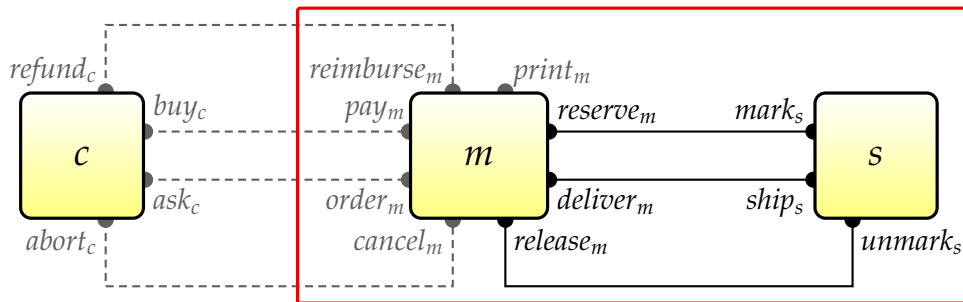 refund_c
reimburse_m
print_m
buy_c
pay_m
reserve_m
mark_s
c
m
s
ask_c
order_m
deliver_m
ship_s
abort_c
cancel_m
release_m
unmark_s